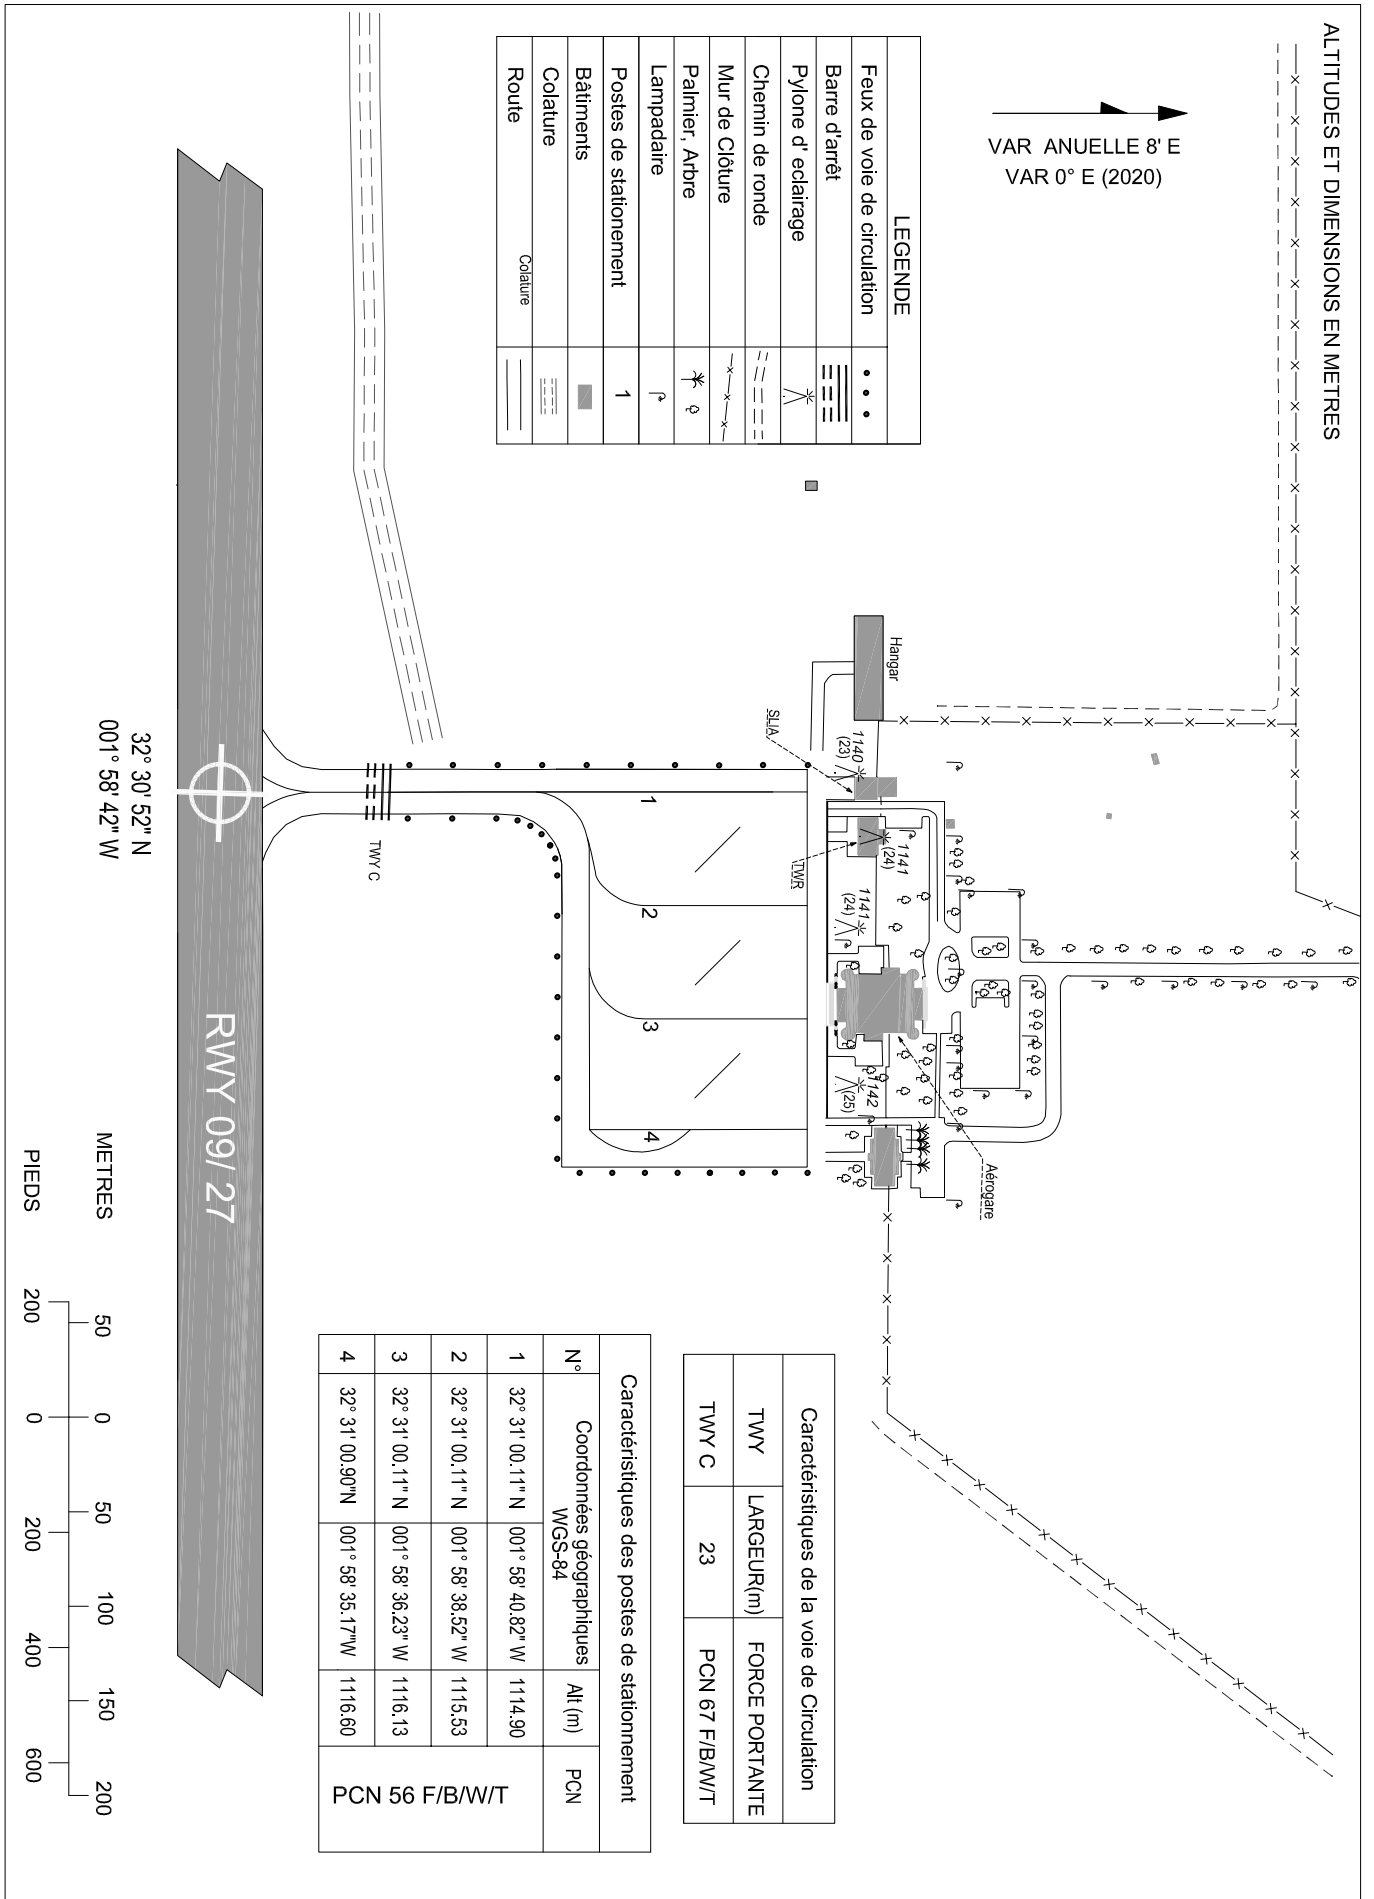 ALTITUDES ET DIMENSIONS EN METRES
VAR ANUELLE 8' E
VAR 0° E (2020)
LEGENDE
Feux de voie de circulation
Barre d'arrêt
Pylone d' eclairage
Chemin de ronde
Mur de Clôture
Palmier, Arbre
Lampadaire
Postes de stationement 1
Bâtiments
Colature
Route
Colature
Hangar
SLIA
1140
(23)
1141
(24)
TWR
1141
(24)
1142
(25)
Aérogare
1
2
3
4
TWY C
32° 30' 52" N
001° 58' 42" W
RWY 09/ 27
Caractéristiques de la voie de Circulation
TWY LARGEUR(m) FORCE PORTANTE
TWY C 23 PCN 67 F/B/W/T
Caractéristiques des postes de stationnement
N° Coordonnées géographiques WGS-84 Alt (m) PCN
1 32° 31' 00.11" N 001° 58' 40.82" W 1114.90
2 32° 31' 00.11" N 001° 58' 38.52" W 1115.53
3 32° 31' 00.11" N 001° 58' 36.23" W 1116.13
4 32° 31' 00.90"N 001° 58' 35.17"W 1116.60
PCN 56 F/B/W/T
METRES 50 0 50 100 150 200
PIEDS 200 0 200 400 600